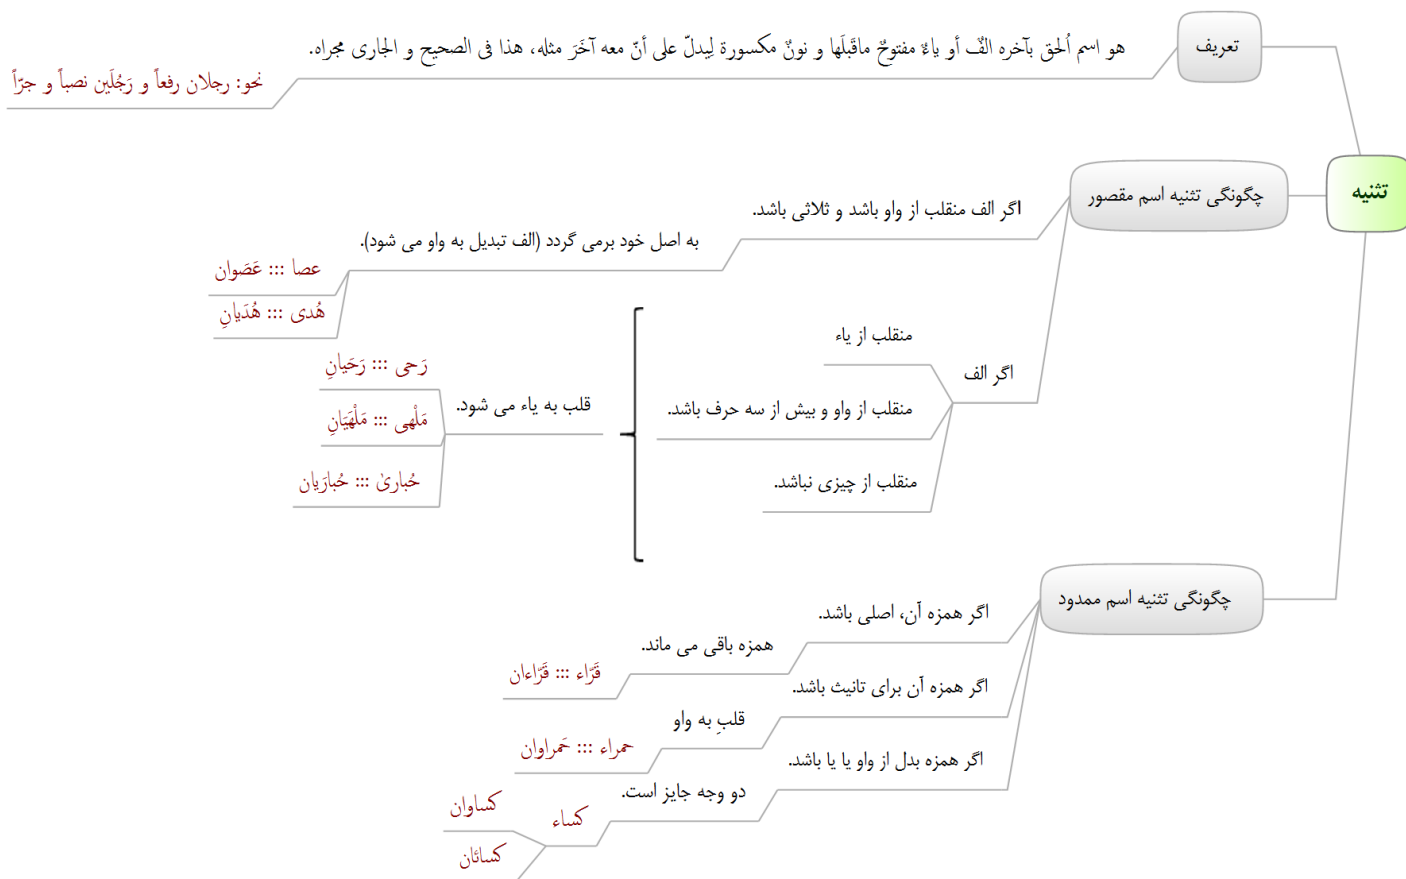 تثنیه
تعریف
هو اسم اُلحق بآخره الفٌ أو یاءٌ مفتوحٌ ماقَبلَها و نونٌ مکسورة لِیدلّ علی أنّ معه آخَرَ مثله، هذا فی الصحیح و الجاری مجراه.
نحو: رجلان رفعاً و رَجُلَین نصباً و جرّاً
چگونگی تثنیه اسم مقصور
اگر الف منقلب از واو باشد و ثلاثی باشد.
به اصل خود برمی گردد (الف تبدیل به واو می شود).
عصا ::: عَصَوان
هُدی ::: هُدَیانِ
اگر الف
منقلب از یاء
منقلب از واو و بیش از سه حرف باشد.
منقلب از چیزی نباشد.
قلب به یاء می شود.
رَحی ::: رَحَیانِ
مَلْهی ::: مَلْهَیَانِ
حُباریٰ ::: حُبارَیان
چگونگی تثنیه اسم ممدود
اگر همزه آن، اصلی باشد.
همزه باقی می ماند.
قَرّاء ::: قَرّاءان
اگر همزه آن برای تانیث باشد.
قلبِ به واو
حمراء ::: حَمراوان
اگر همزه بدل از واو یا یا باشد.
دو وجه جایز است.
کساء
کساوان
کسائان